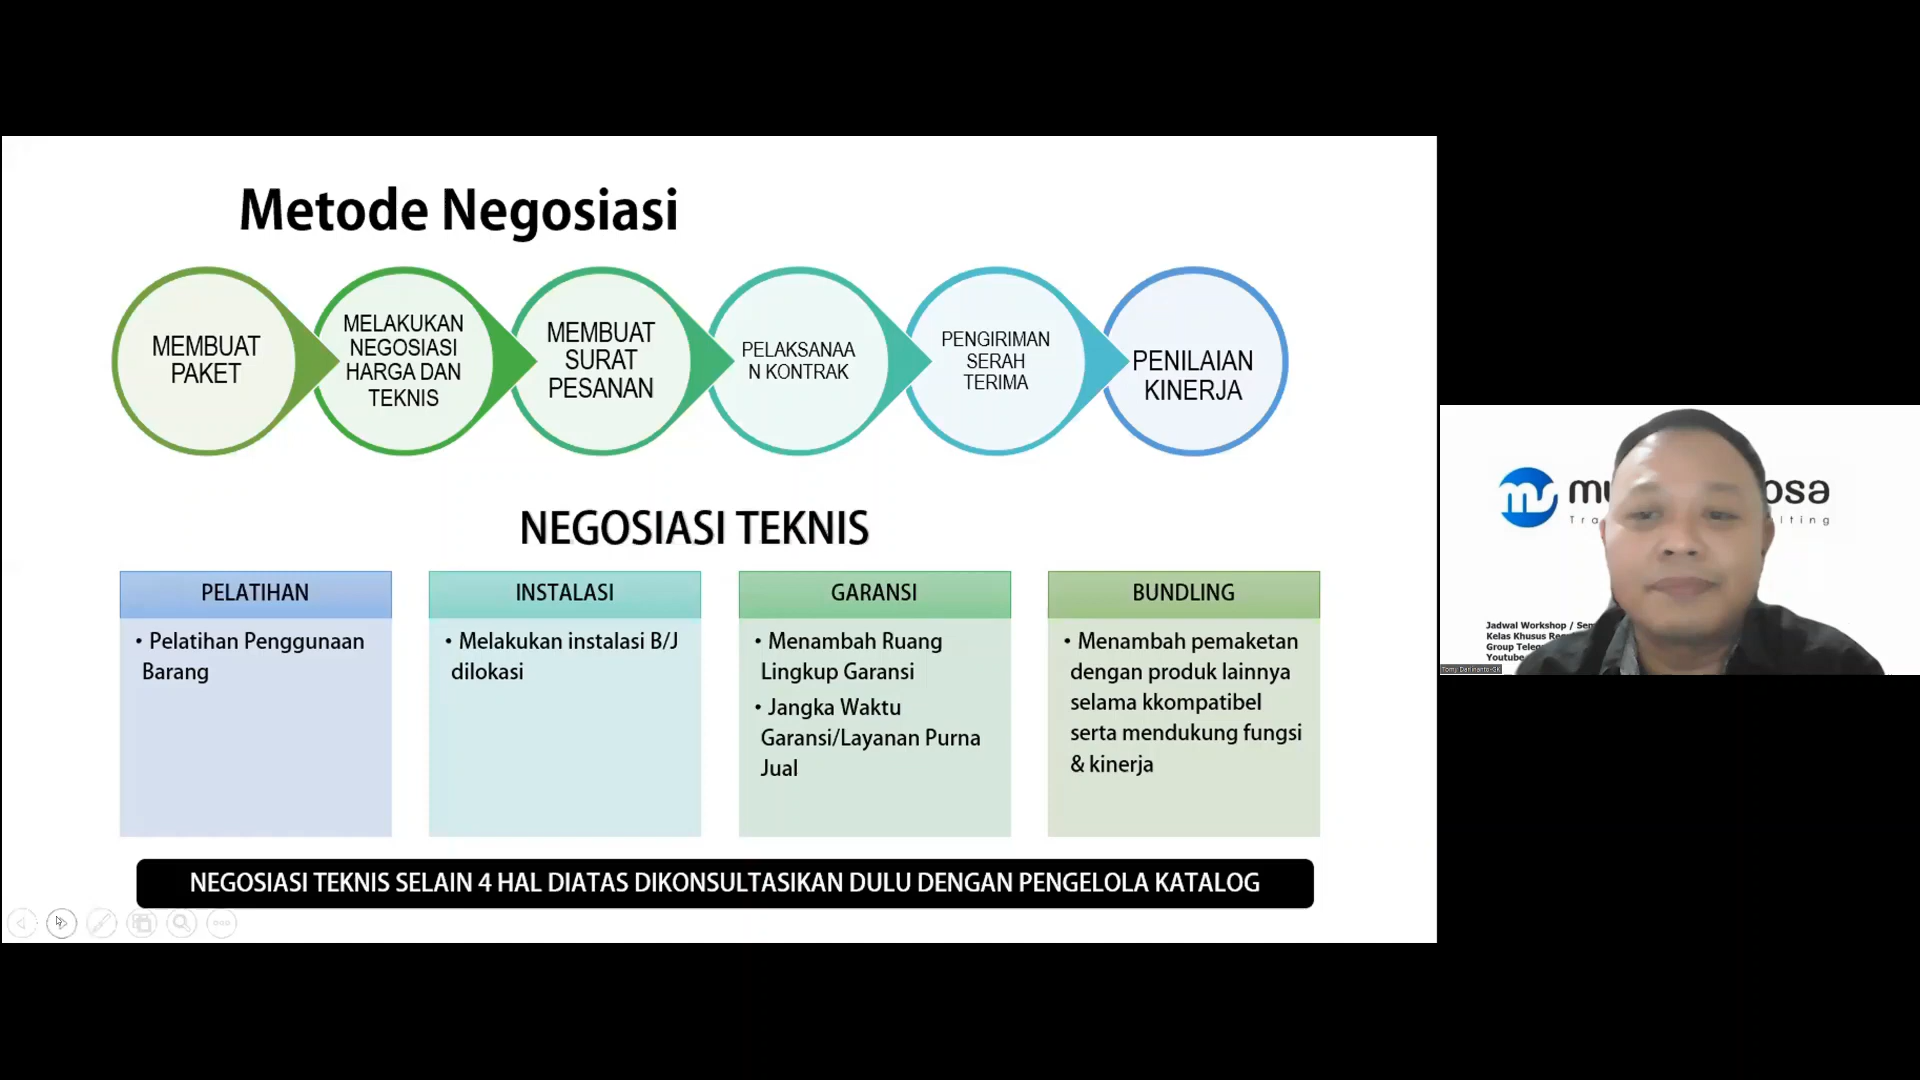 Metode Negosiasi
MEMBUAT
PAKET
MELAKUKAN
NEGOSIASI
HARGA DAN
TEKNIS
MEMBUAT
SURAT
PESANAN
PELAKSANAA
N KONTRAK
PENGIRIMAN
SERAH
TERIMA
PENILAIAN
KINERJA
NEGOSIASI TEKNIS
PELATIHAN
• Pelatihan Penggunaan
Barang
INSTALASI
• Melakukan instalasi B/J
dilokasi
GARANSI
• Menambah Ruang
Lingkup Garansi
• Jangka Waktu
Garansi/Layanan Purna
Jual
BUNDLING
• Menambah pemaketan
dengan produk lainnya
selama kkompatibel
serta mendukung fungsi
& kinerja
NEGOSIASI TEKNIS SELAIN 4 HAL DIATAS DIKONSULTASIKAN DULU DENGAN PENGELOLA KATALOG
Jadwal Workshop /
Kelas Khusus
Group
Youtube